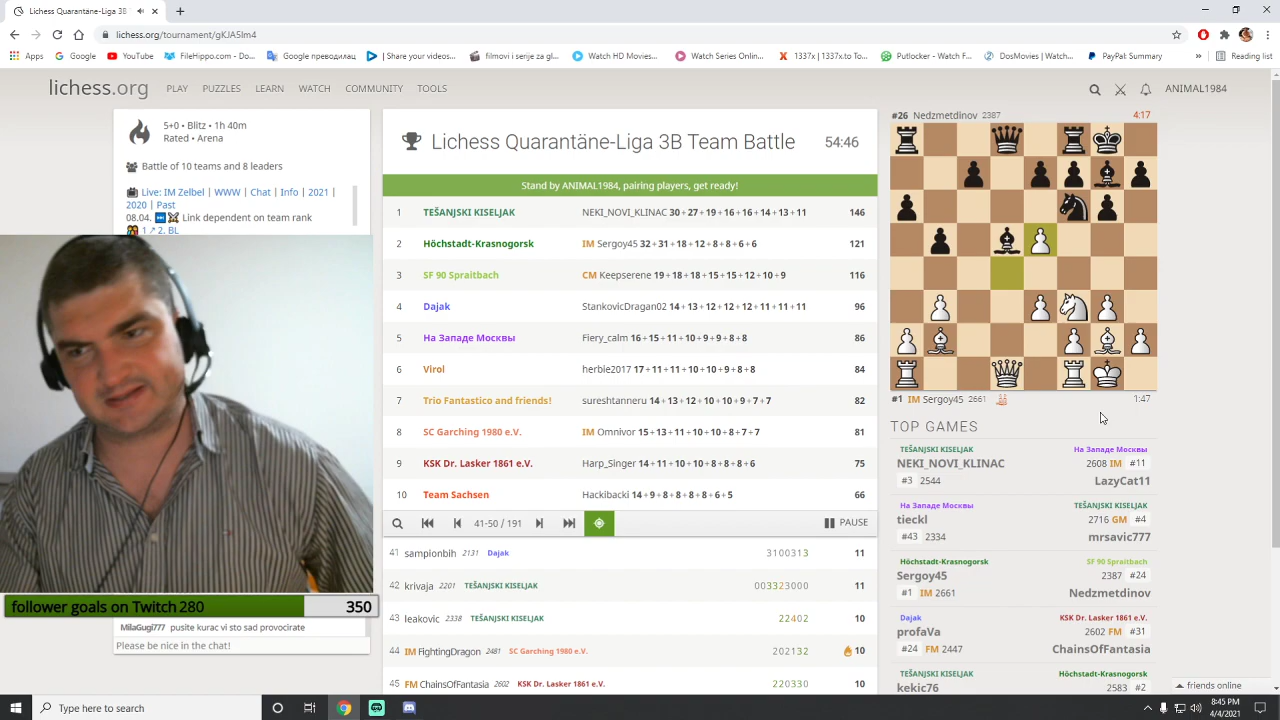 lichess.org/tournament/gKJA5Im4
Apps
Gmail
YouTube
FileHippo.com - Do...
Google преводилац
Share your videos...
filmovi i serije za gl...
Watch HD Movies...
Watch Series Online...
1337x | 1337x.to To...
Putlocker - Watch...
DosMovies | Watch...
Bypassed
»
Reading list
lichess.org
PLAY PUZZLES LEARN WATCH COMMUNITY TOOLS
ANIMAL1984
5+0 • Blitz • 1h 40m
Rated • Arena
Battle of 10 teams and 8 leaders
Live: IM Zelbel | WWW | Chat | Info | 2021 |
2020 | Past
08.04. Link dependent on team rank
1 2. BL
follower goals on Twitch 280 350
MilaGugl777 pusite kurac vi sto sad provocirate
Please be nice in the chat!
Lichess Quarantäne-Liga 3B Team Battle 54:46
Stand by ANIMAL1984, pairing players, get ready!
1 TEŠANJSKI KISELJAK NEKI_NOVI_KLINAC 30 + 27 + 19 + 16 + 16 + 14 + 13 + 11 146
2 Höchstadt-Krasnogorsk IM Sergoy45 32 + 31 + 18 + 12 + 8 + 8 + 6 + 6 121
3 SF 90 Spraitbach CM Keepserene 19 + 18 + 18 + 15 + 15 + 12 + 10 + 9 116
4 Dajak StankovicDragan02 14 + 13 + 12 + 12 + 12 + 11 + 11 + 11 96
5 На Западе Москвы Fiery_calm 16 + 15 + 11 + 10 + 9 + 9 + 8 + 8 86
6 Virol herbie2017 17 + 11 + 11 + 10 + 10 + 9 + 8 + 8 84
7 Trio Fantastico and friends! sureshtanneru 14 + 13 + 12 + 10 + 10 + 9 + 7 + 7 82
8 SC Garching 1980 e.V. IM Omnivor 15 + 13 + 11 + 10 + 10 + 8 + 7 + 7 81
9 KSK Dr. Lasker 1861 e.V. Harp_Singer 14 + 11 + 10 + 10 + 8 + 8 + 8 + 6 75
10 Team Sachsen Hackibacki 14 + 9 + 8 + 8 + 8 + 8 + 6 + 5 66
41-50 / 191 PAUSE
41 sampionbih 2131 Dajak 3100313 11
42 krivaja 2201 TEŠANJSKI KISELJAK 003323000 11
43 leakovic 2338 TEŠANJSKI KISELJAK 22402 10
44 IM FightingDragon 2481 SC Garching 1980 e.V. 202132 10
45 FM ChainsOfFantasia 2602 KSK Dr. Lasker 1861 e.V. 220330 10
#26 Nedzmetdinov 2387 4:17
#1 IM Sergoy45 2661 1:47
TOP GAMES
TEŠANJSKI KISELJAK На Западе Москвы
NEKI_NOVI_KLINAC 2608 IM #11
#3 2544 LazyCat11
На Западе Москвы TEŠANJSKI KISELJAK
tieckl 2716 GM #4
#43 2334 mrsavic777
Höchstadt-Krasnogorsk SF 90 Spraitbach
Sergoy45 2387 #24
#1 IM 2661 Nedzmetdinov
Dajak KSK Dr. Lasker 1861 e.V.
profaVa 2602 FM #31
#24 FM 2447 ChainsOfFantasia
TEŠANJSKI KISELJAK Höchstadt-Krasnogorsk
kekic76 2583 #2
friends online
Type here to search
8:45 PM